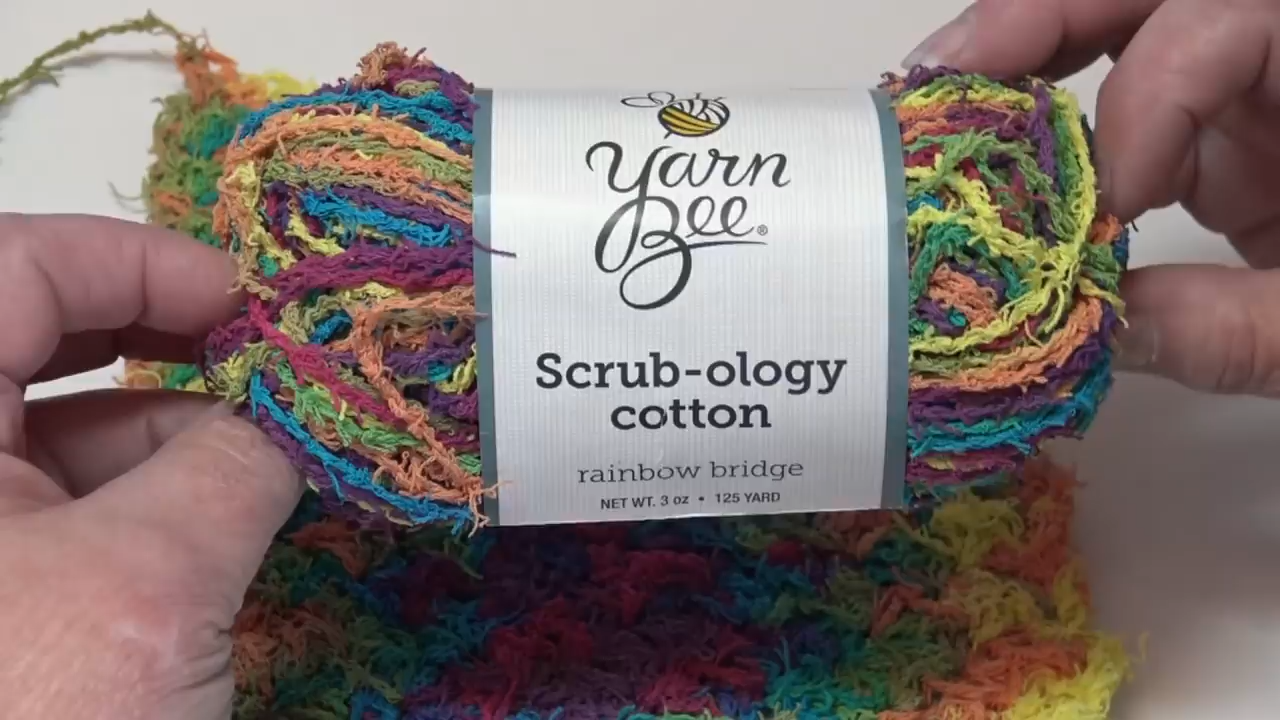 Yarn
Bee®
Scrub-ology
cotton
rainbow bridge
NET WT. 3 oz • 125 YARD